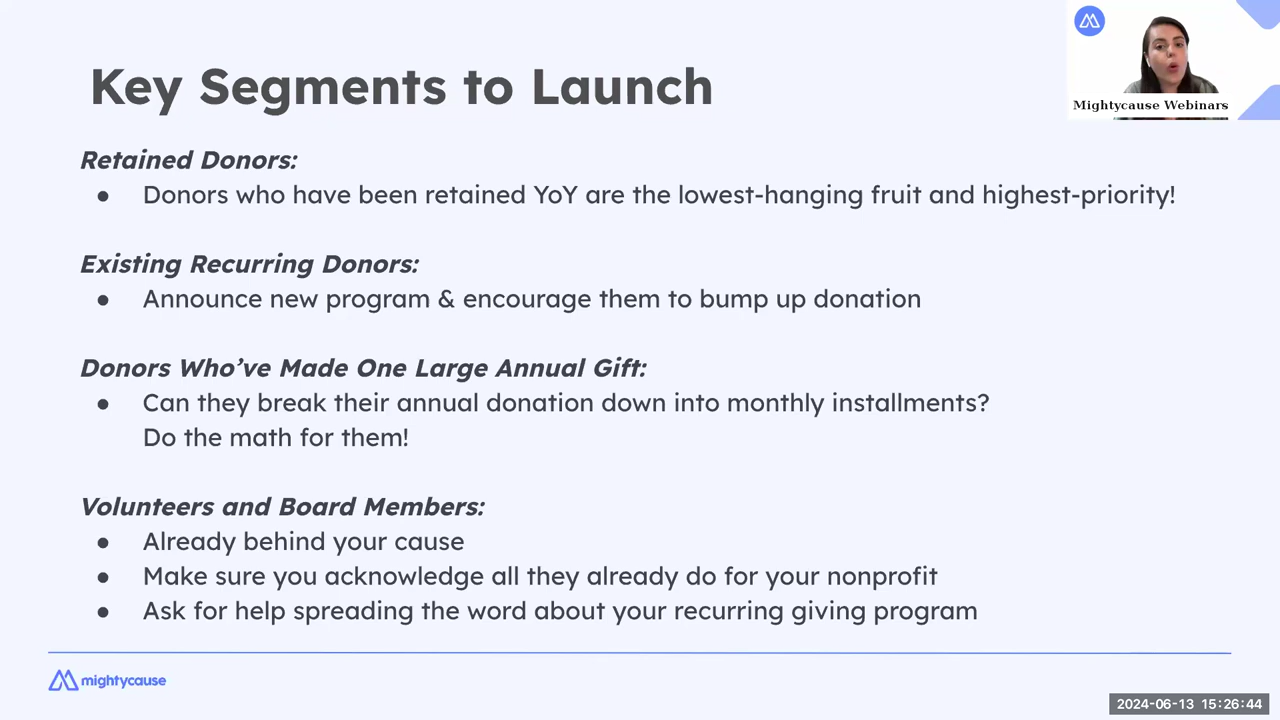 Key Segments to Launch
Mightycause Webinars
Retained Donors:
● Donors who have been retained YoY are the lowest-hanging fruit and highest-priority!
Existing Recurring Donors:
● Announce new program & encourage them to bump up donation
Donors Who’ve Made One Large Annual Gift:
● Can they break their annual donation down into monthly installments?
Do the math for them!
Volunteers and Board Members:
● Already behind your cause
● Make sure you acknowledge all they already do for your nonprofit
● Ask for help spreading the word about your recurring giving program
mightycause
2024-06-13 15:26:44